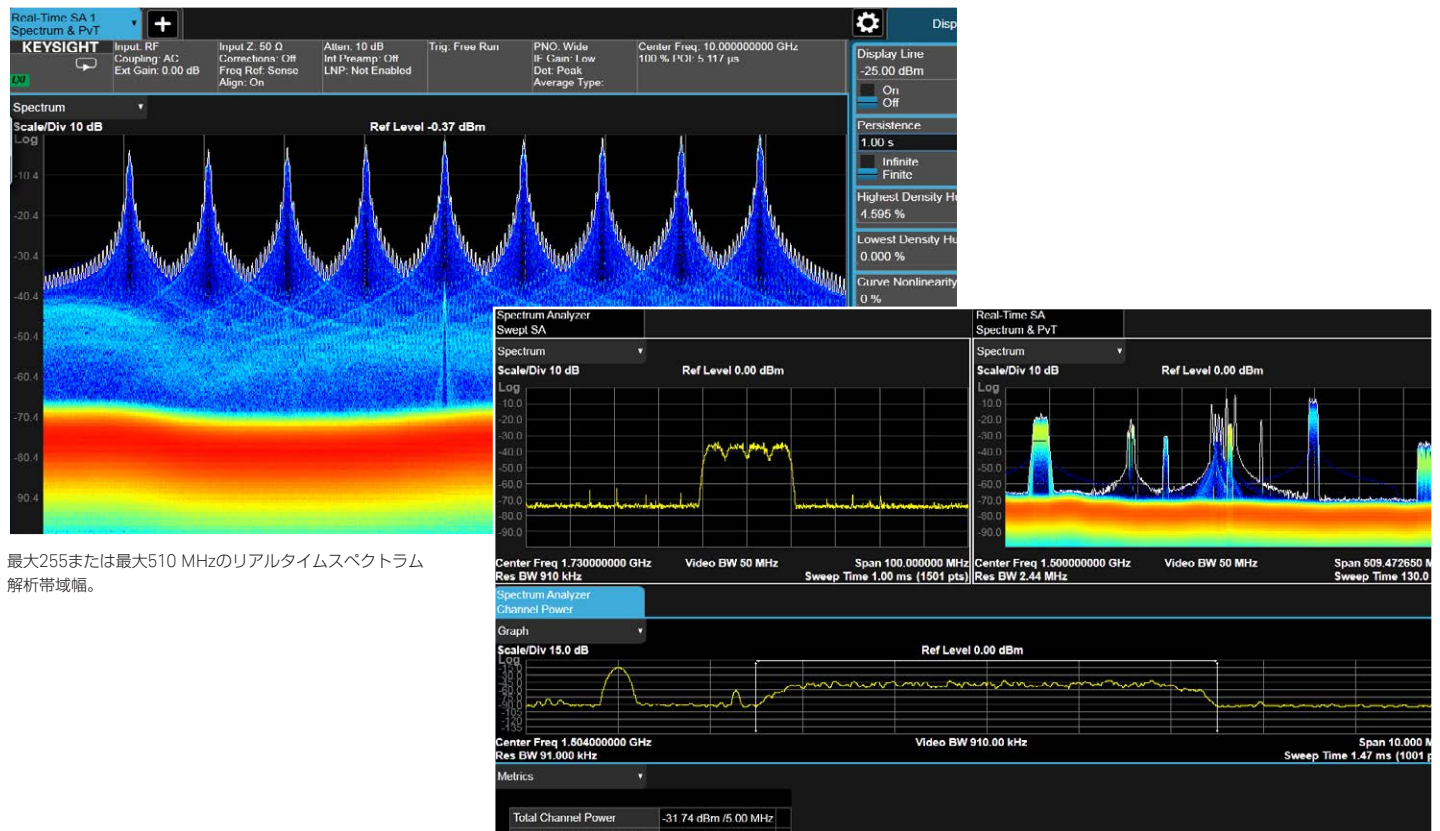 Real-Time SA 1
Spectrum & PvT
KEYSIGHT
LXI
Input: RF
Coupling: AC
Ext Gain: 0.00 dB
Input Z: 50 Ω
Corrections: Off
Freq Ref: Sense
Align: On
Atten: 10 dB
Int Preamp: Off
LNP: Not Enabled
Trig: Free Run
PNO: Wide
IF Gain: Low
Det: Peak
Average Type:
Center Freq: 10.000000000 GHz
100 % POI: 5.117 µs
Disp
Display Line
-25.00 dBm
On
Off
Persistence
1.00 s
Infinite
Finite
Highest Density Hu
4.595 %
Lowest Density Hu
0.000 %
Curve Nonlinearity
0 %
Spectrum
Scale/Div 10 dB
Ref Level -0.37 dBm
Log
-10.4
-20.4
-30.4
-40.4
-50.4
-60.4
-70.4
-80.4
90.4
最大255または最大510 MHzのリアルタイムスペクトラム
解析帯域幅。
Spectrum Analyzer
Swept SA
Spectrum
Scale/Div 10 dB
Ref Level 0.00 dBm
Log
-10.0
-20.0
-30.0
-40.0
-50.0
-60.0
-70.0
-80.0
-90.0
Center Freq 1.730000000 GHz
Video BW 50 MHz
Span 100.000000 MHz
Res BW 910 kHz
Sweep Time 1.00 ms (1501 pts)
Real-Time SA
Spectrum & PvT
Spectrum
Scale/Div 10 dB
Ref Level 0.00 dBm
Log
-10.0
-20.0
-30.0
-40.0
-50.0
-60.0
-70.0
-80.0
-90.0
Center Freq 1.500000000 GHz
Video BW 50 MHz
Span 509.472650 M
Res BW 2.44 MHz
Sweep Time 130.0
Spectrum Analyzer
Channel Power
Graph
Scale/Div 15.0 dB
Ref Level 0.00 dBm
Log
Center Freq 1.504000000 GHz
Video BW 910.00 kHz
Span 10.000 M
Res BW 91.000 kHz
Sweep Time 1.47 ms (1001 p
Metrics
Total Channel Power
-31.74 dBm /5.00 MHz